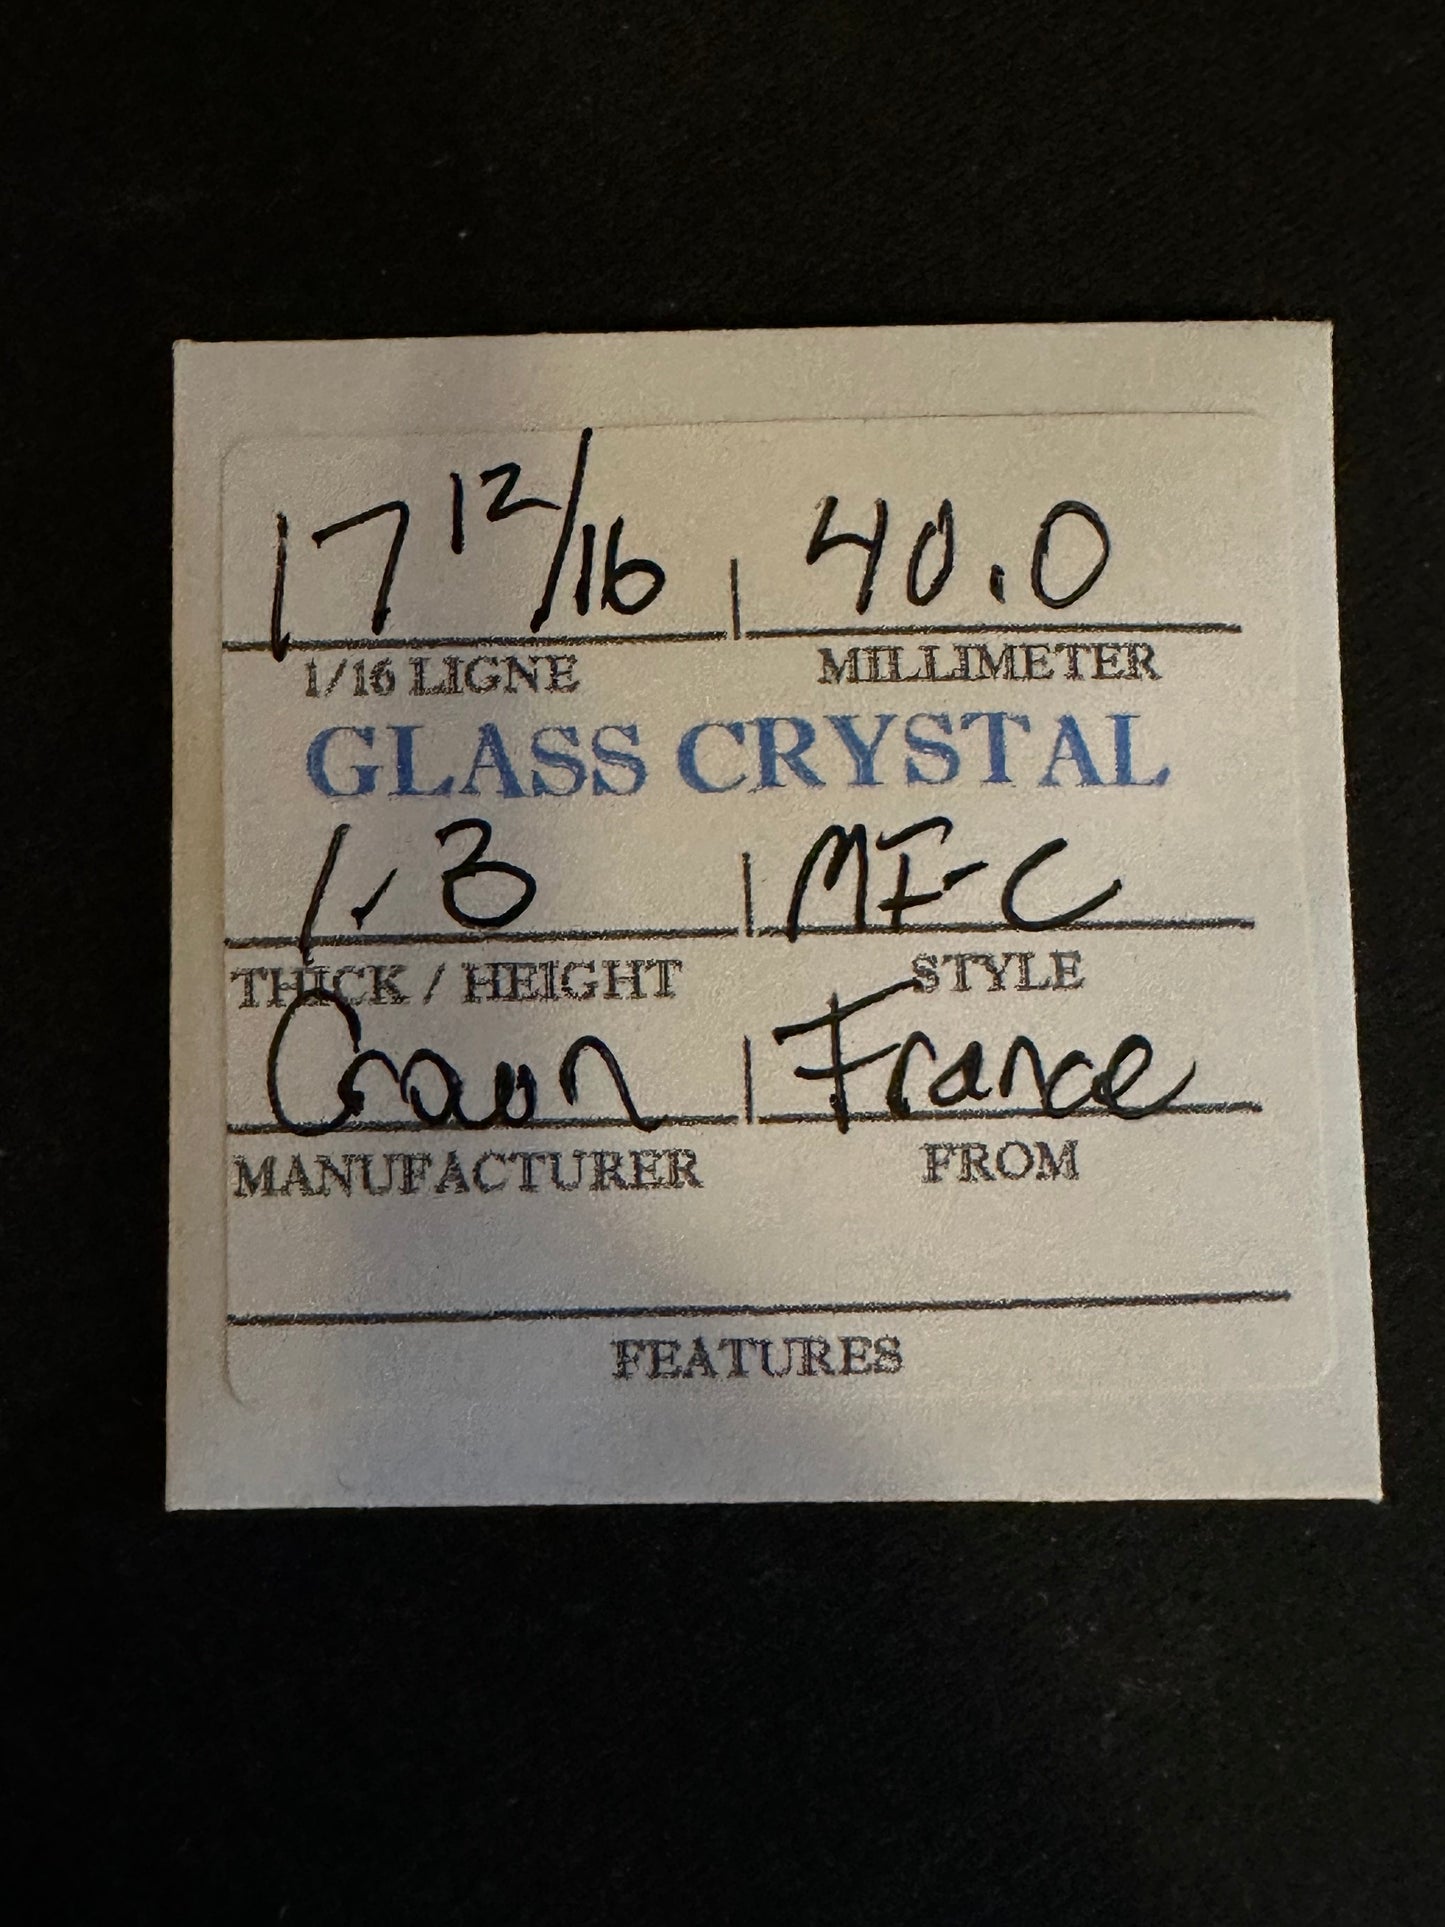 17 12/16 | 40.0
1/16 LIGNE MILLIMETER
GLASS CRYSTAL
1.3 | MFC
THICK / HEIGHT STYLE
Crown | France
MANUFACTURER FROM
FEATURES